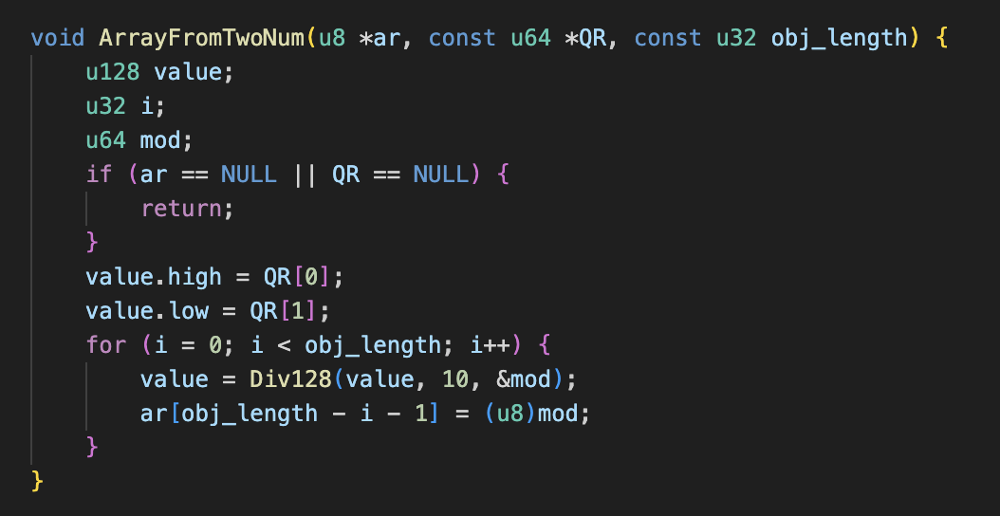 void ArrayFromTwoNum(u8 *ar, const u64 *QR, const u32 obj_length) {
    u128 value;
    u32 i;
    u64 mod;
    if (ar == NULL || QR == NULL) {
        return;
    }
    value.high = QR[0];
    value.low = QR[1];
    for (i = 0; i < obj_length; i++) {
        value = Div128(value, 10, &mod);
        ar[obj_length - i - 1] = (u8)mod;
    }
}